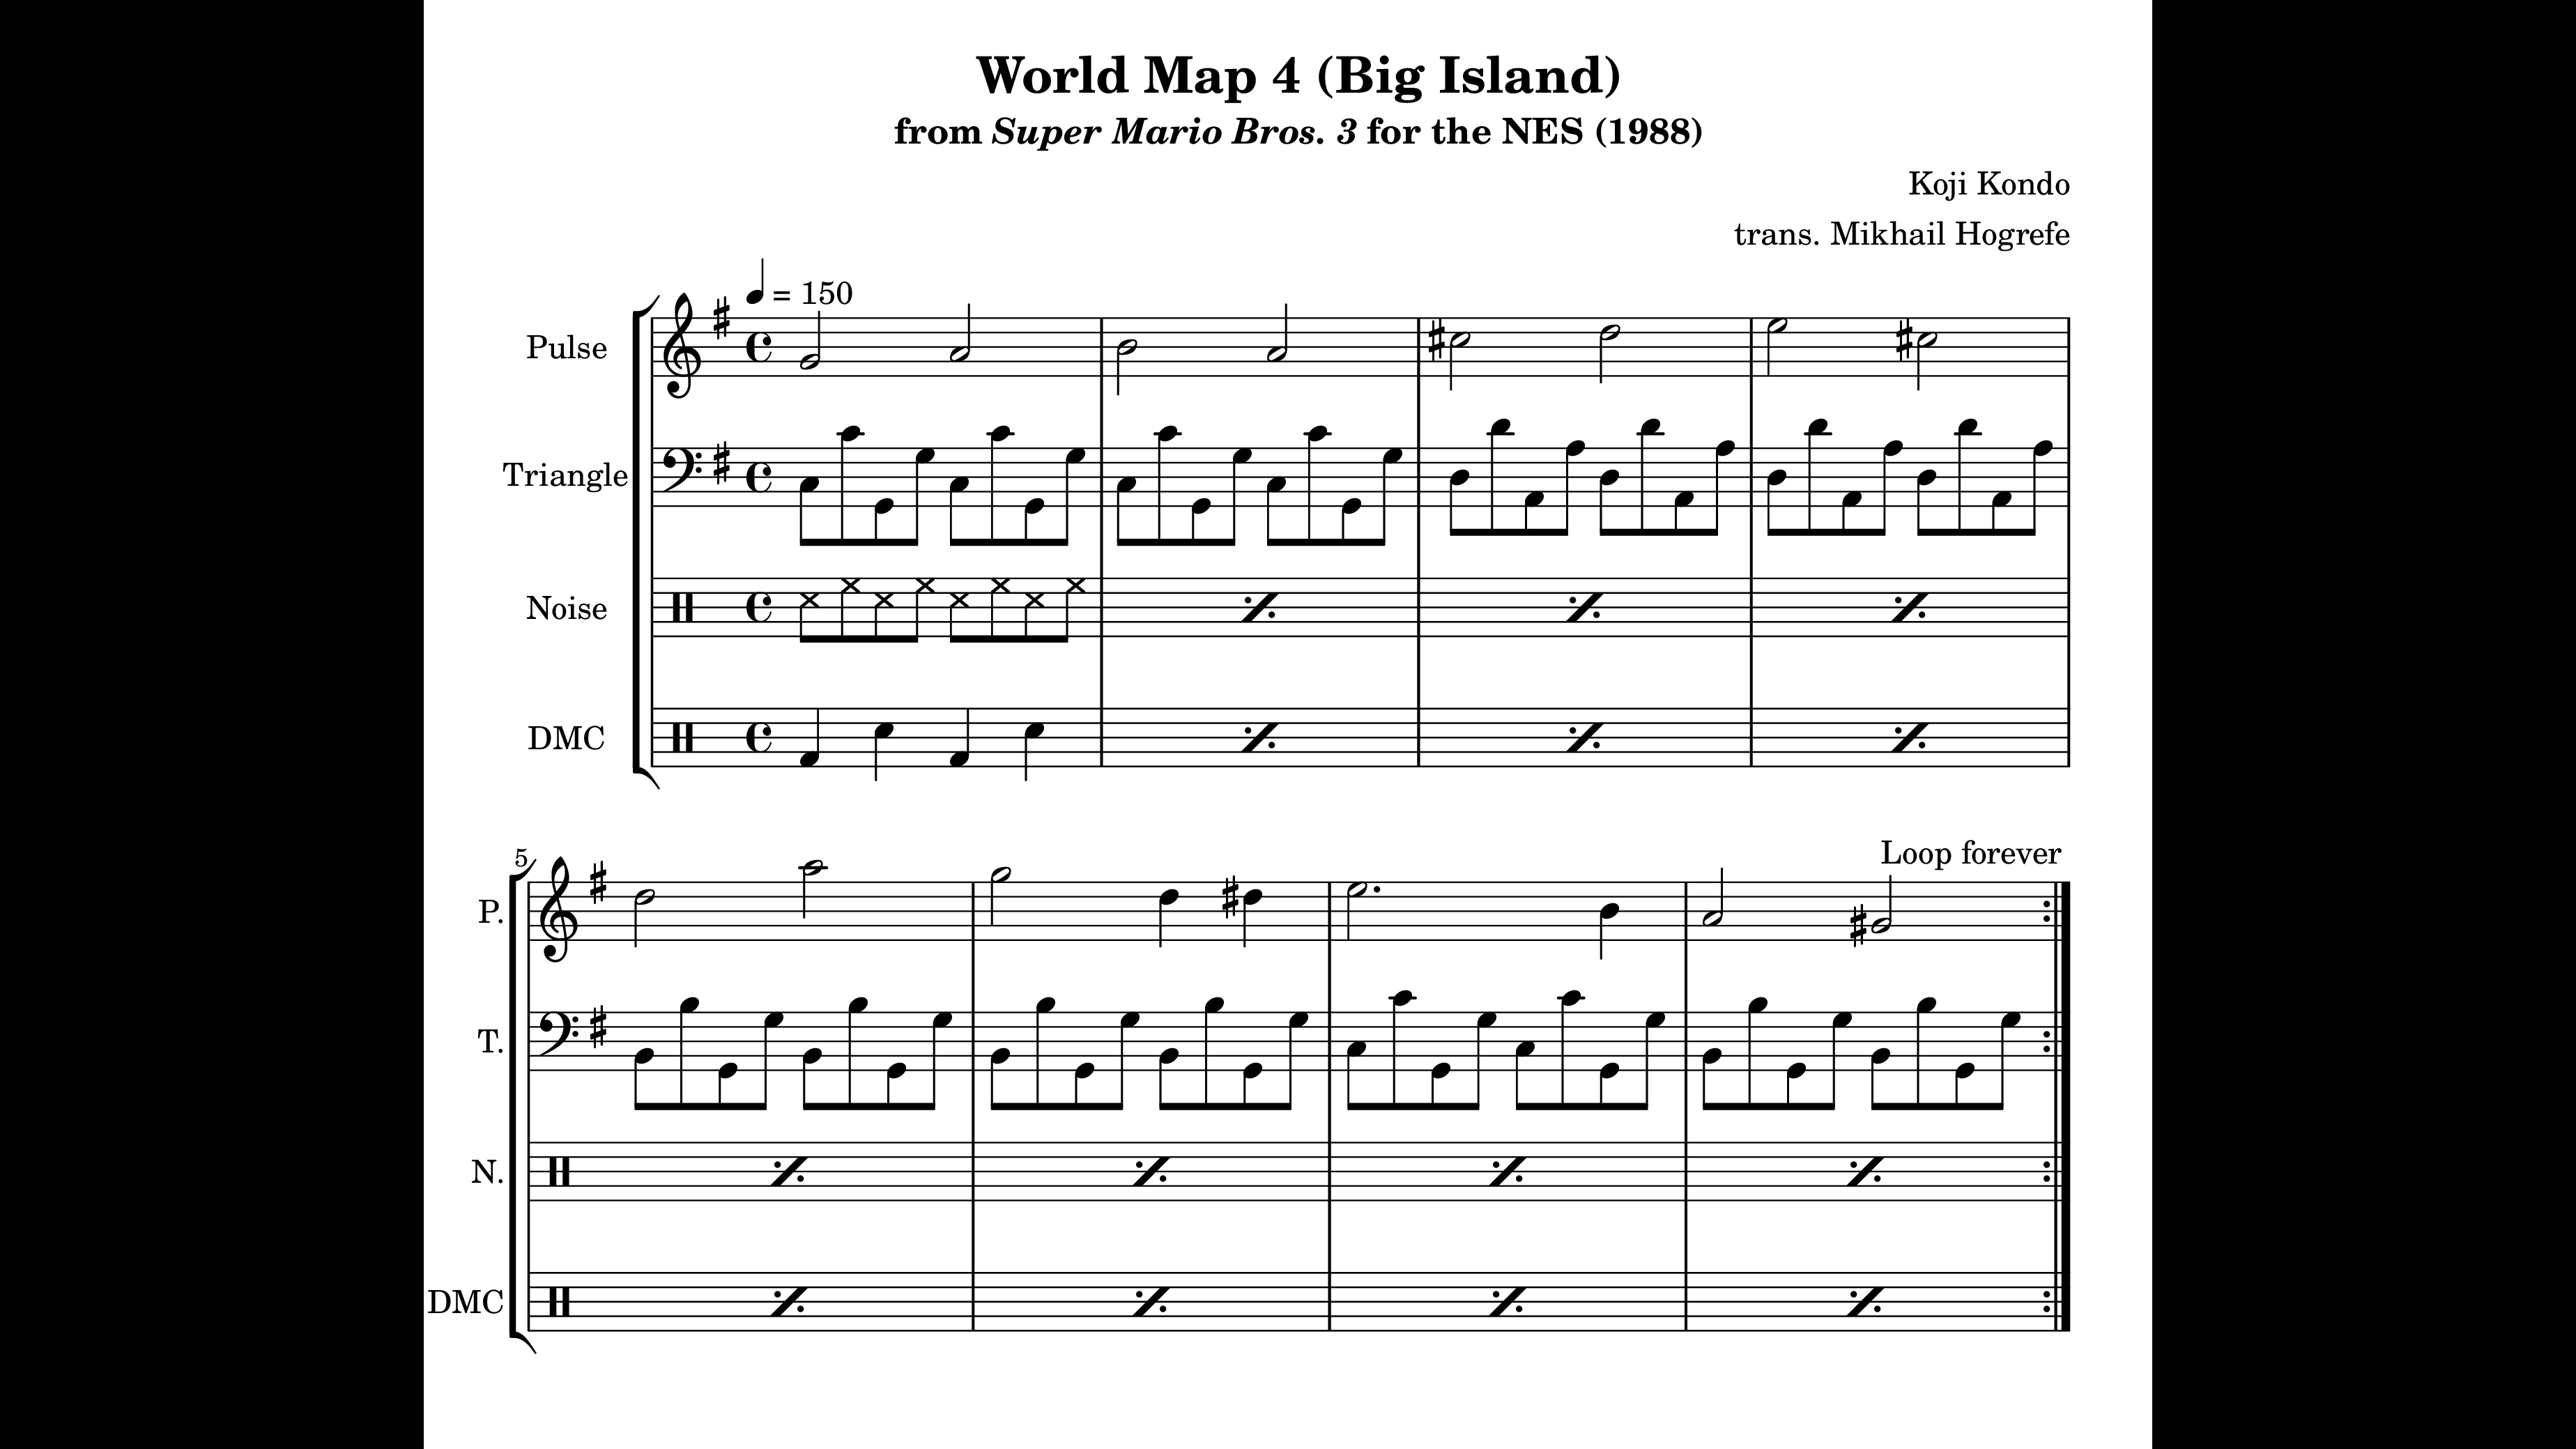 World Map 4 (Big Island)
from Super Mario Bros. 3 for the NES (1988)
Koji Kondo
trans. Mikhail Hogrefe
= 150
Pulse
Triangle
Noise
DMC
5
Loop forever
P.
T.
N.
DMC